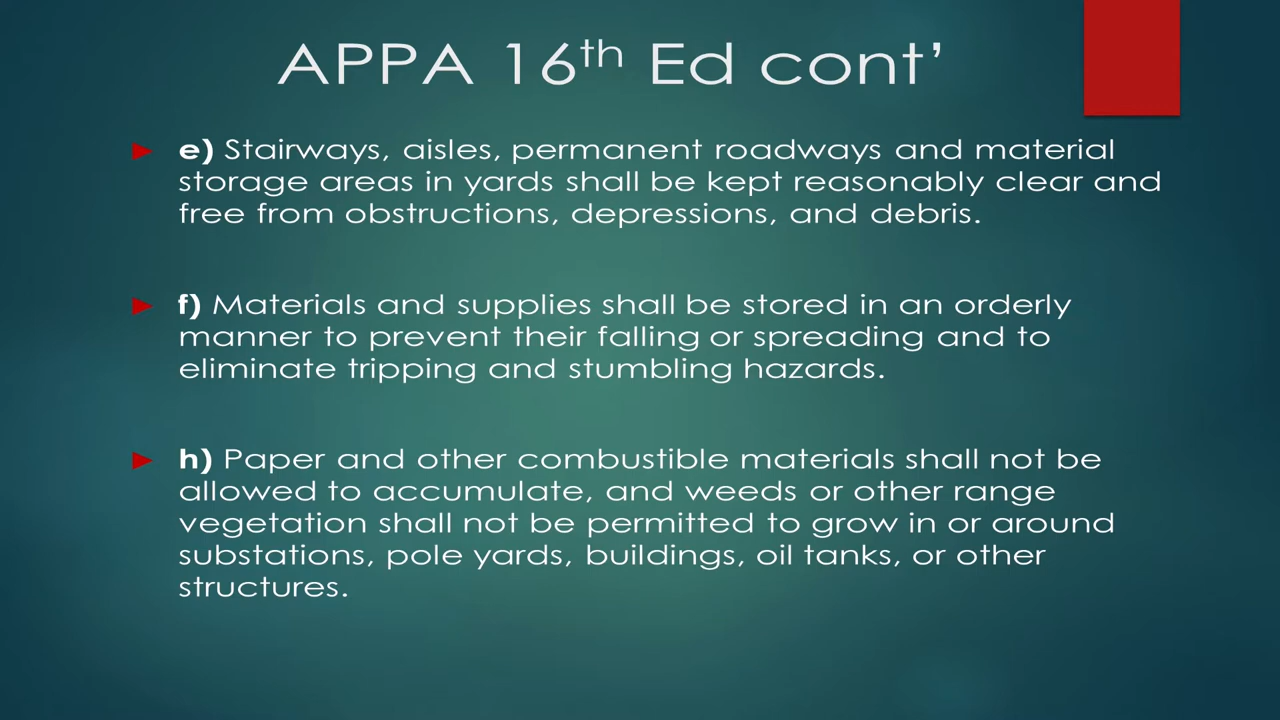 APPA 16th Ed cont’
e) Stairways, aisles, permanent roadways and material
storage areas in yards shall be kept reasonably clear and
free from obstructions, depressions, and debris.
f) Materials and supplies shall be stored in an orderly
manner to prevent their falling or spreading and to
eliminate tripping and stumbling hazards.
h) Paper and other combustible materials shall not be
allowed to accumulate, and weeds or other range
vegetation shall not be permitted to grow in or around
substations, pole yards, buildings, oil tanks, or other
structures.